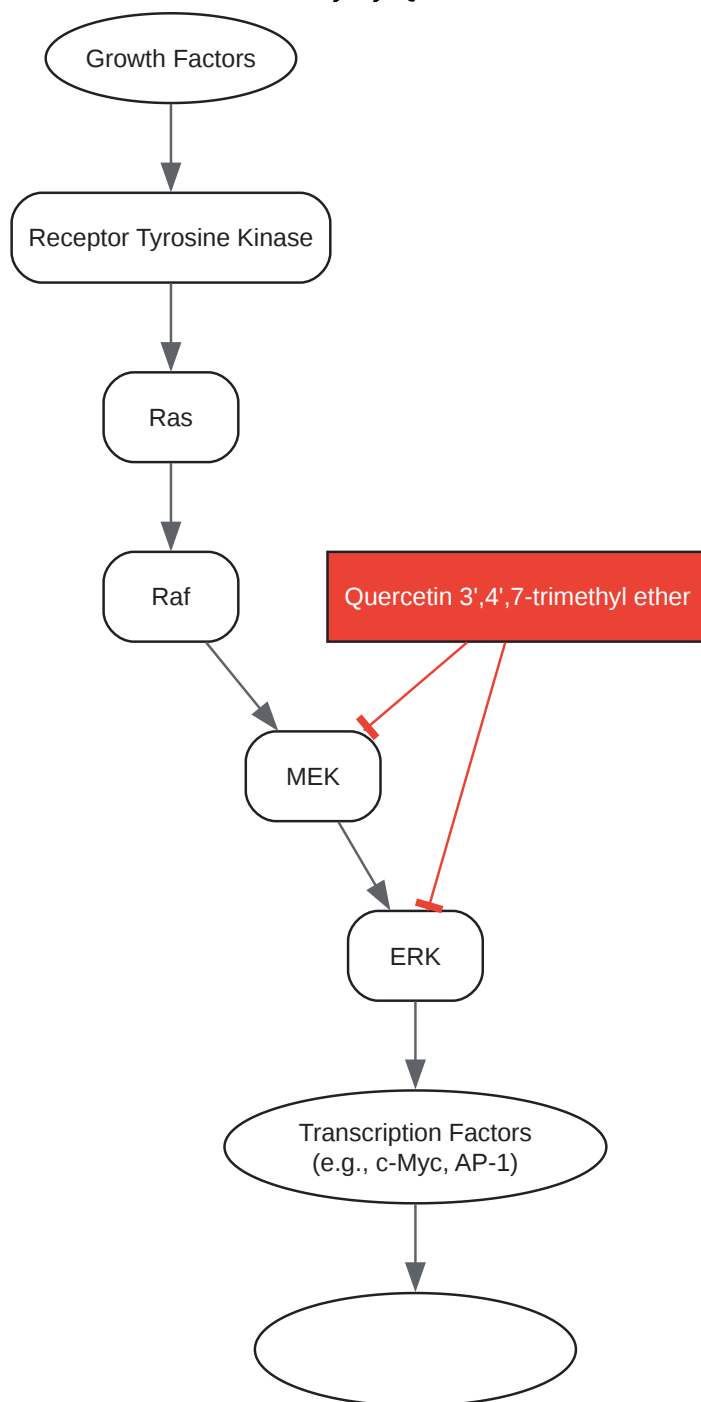 Growth Factors
Receptor Tyrosine Kinase
Ras
Raf
Quercetin 3',4',7-trimethyl ether
MEK
ERK
Transcription Factors
(e.g., c-Myc, AP-1)